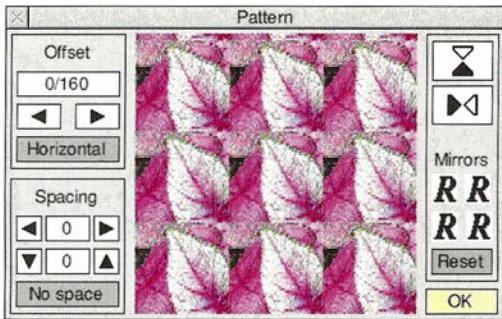 Pattern
Offset
0/160
Horizontal
Spacing
0
0
No space
Mirrors
R R
R R
Reset
OK